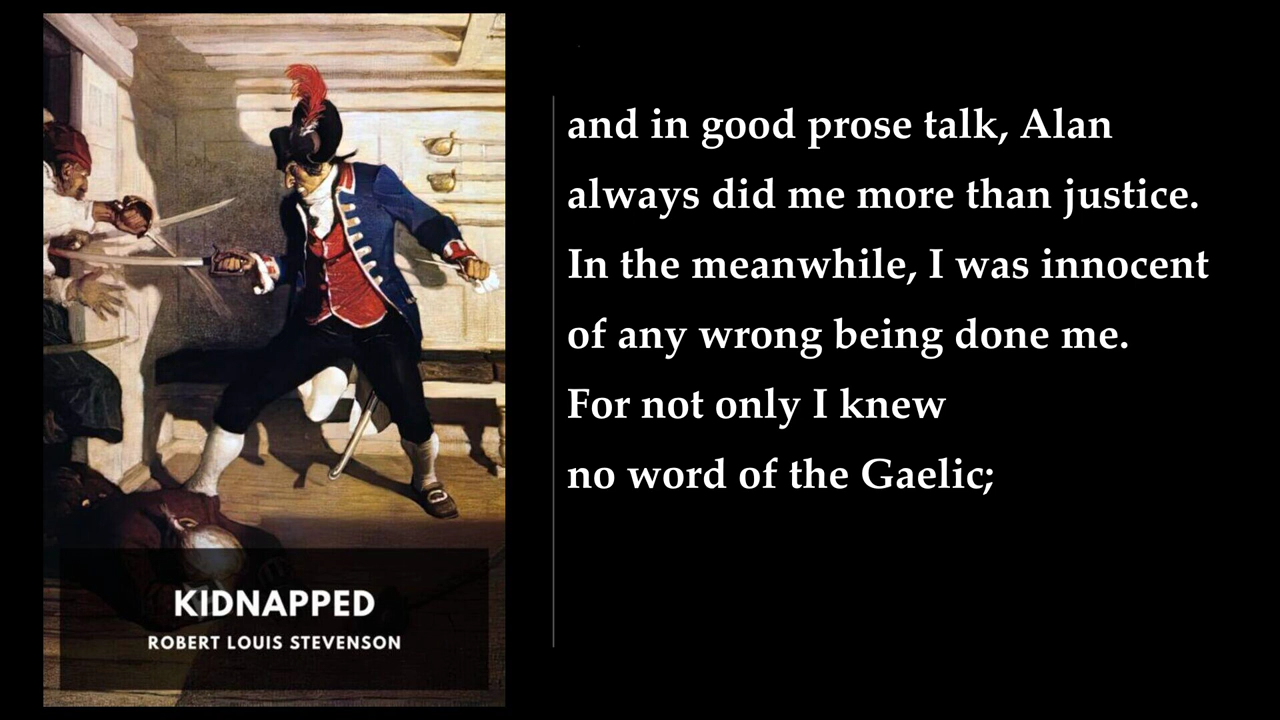 and in good prose talk, Alan
always did me more than justice.
In the meanwhile, I was innocent
of any wrong being done me.
For not only I knew
no word of the Gaelic;
KIDNAPPED
ROBERT LOUIS STEVENSON